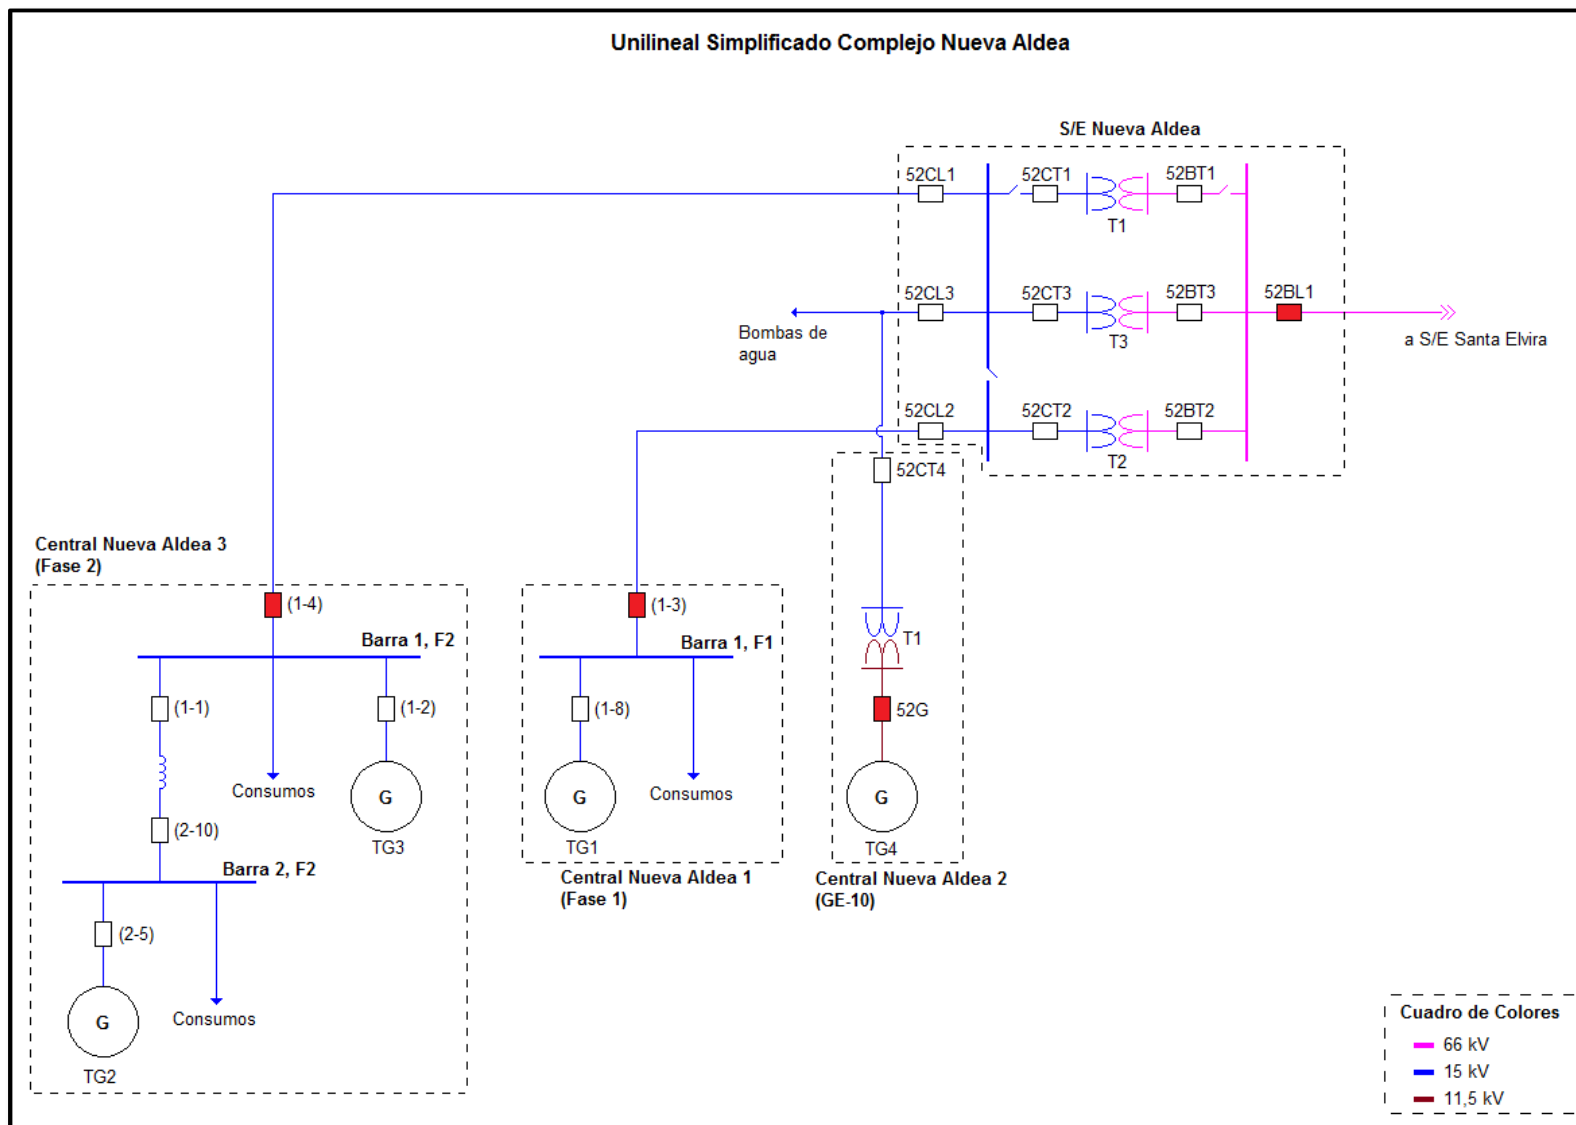 Unilineal Simplificado Complejo Nueva Aldea
S/E Nueva Aldea
52CL1
52CT1
52BT1
T1
52CL3
52CT3
52BT3
52BL1
Bombas de
agua
T3
a S/E Santa Elvira
52CL2
52CT2
52BT2
T2
52CT4
Central Nueva Aldea 3
(Fase 2)
(1-4)
(1-3)
Barra 1, F2
Barra 1, F1
T1
(1-1)
(1-2)
(1-8)
52G
Consumos
G
G
Consumos
G
(2-10)
TG3
TG1
TG4
Barra 2, F2
Central Nueva Aldea 1
(Fase 1)
Central Nueva Aldea 2
(GE-10)
(2-5)
G
Consumos
TG2
Cuadro de Colores
66 kV
15 kV
11,5 kV